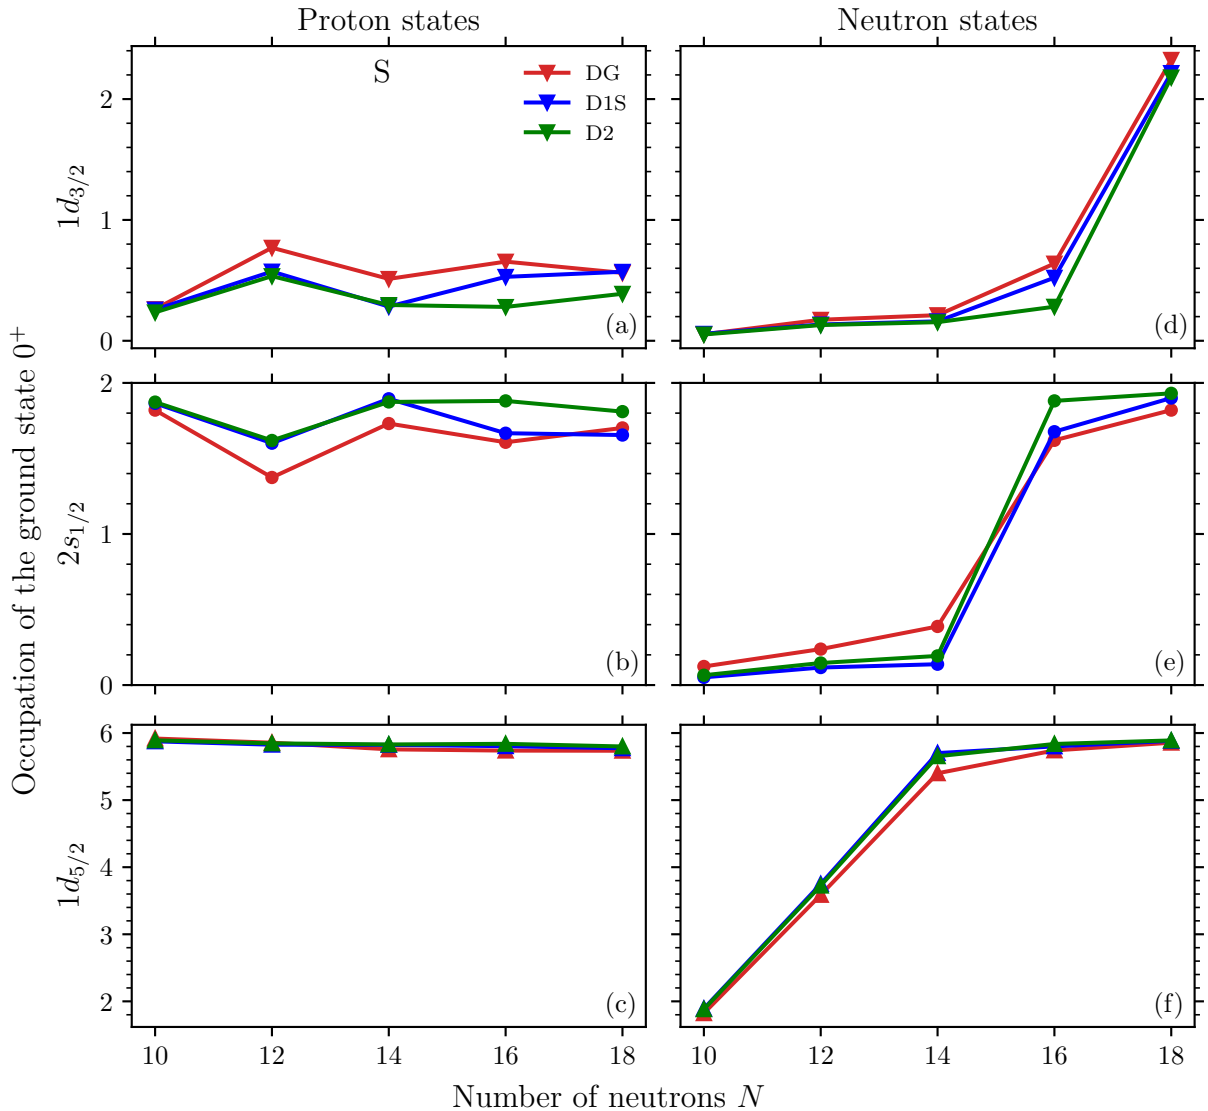 Proton states
Neutron states
S
DG
D1S
D2
2
1
0
1d3/2
(a)
(d)
2
1
0
2s1/2
(b)
(e)
6
5
4
3
2
1d5/2
(c)
(f)
10 12 14 16 18
10 12 14 16 18
Occupation of the ground state 0⁺
Number of neutrons N